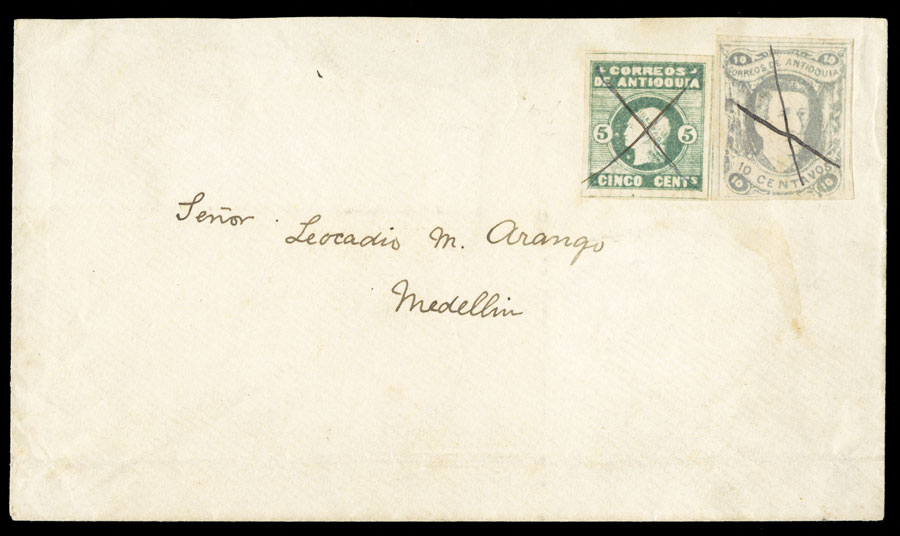 CORREOS
DE ANTIOQUIA
5 5
CINCO CENTS
10 10
CORREOS DE ANTIOQUIA
10 CENTAVOS
10 10
Señor
Leocadio M. Arango
Medellin